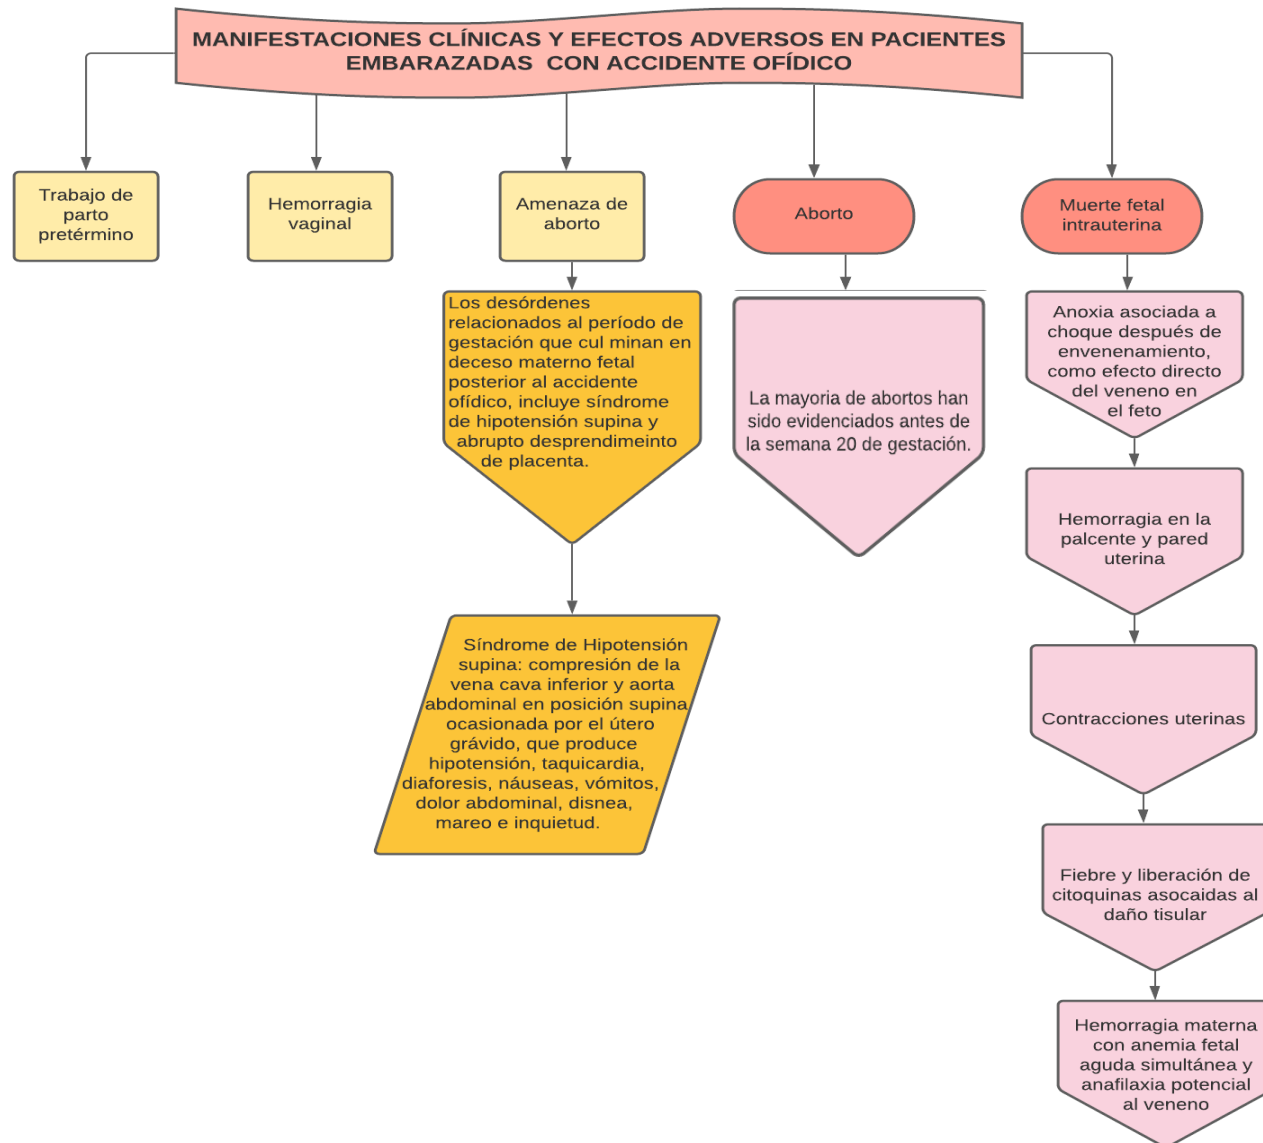 MANIFESTACIONES CLÍNICAS Y EFECTOS ADVERSOS EN PACIENTES
EMBARAZADAS CON ACCIDENTE OFÍDICO
Trabajo de
parto
pretérmino
Hemorragia
vaginal
Amenaza de
aborto
Aborto
Muerte fetal
intrauterina
Los desórdenes
relacionados al período de
gestación que cul minan en
deceso materno fetal
posterior al accidente
ofídico, incluye síndrome
de hipotensión supina y
abrupto desprendimeinto
de placenta.
Síndrome de Hipotensión
supina: compresión de la
vena cava inferior y aorta
abdominal en posición supina
ocasionada por el útero
grávido, que produce
hipotensión, taquicardia,
diaforesis, náuseas, vómitos,
dolor abdominal, disnea,
mareo e inquietud.
La mayoria de abortos han
sido evidenciados antes de
la semana 20 de gestación.
Anoxia asociada a
choque después de
envenenamiento,
como efecto directo
del veneno en
el feto
Hemorragia en la
palcente y pared
uterina
Contracciones uterinas
Fiebre y liberación de
citoquinas asocaidas al
daño tisular
Hemorragia materna
con anemia fetal
aguda simultánea y
anafilaxia potencial
al veneno